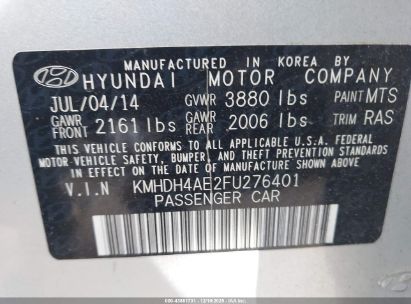 MANUFACTURED IN KOREA BY
HYUNDAI MOTOR COMPANY
JUL/04/14 GVWR 3880 lbs PAINT MTS
GAWR FRONT 2161 lbs GAWR REAR 2006 lbs TRIM RAS
THIS VEHICLE CONFORMS TO ALL APPLICABLE U.S.A. FEDERAL
MOTOR VEHICLE SAFETY, BUMPER, AND THEFT PREVENTION STANDARDS
IN EFFECT ON THE DATE OF MANUFACTURE SHOWN ABOVE.
V.I.N KMHDH4AE2FU276401
PASSENGER CAR